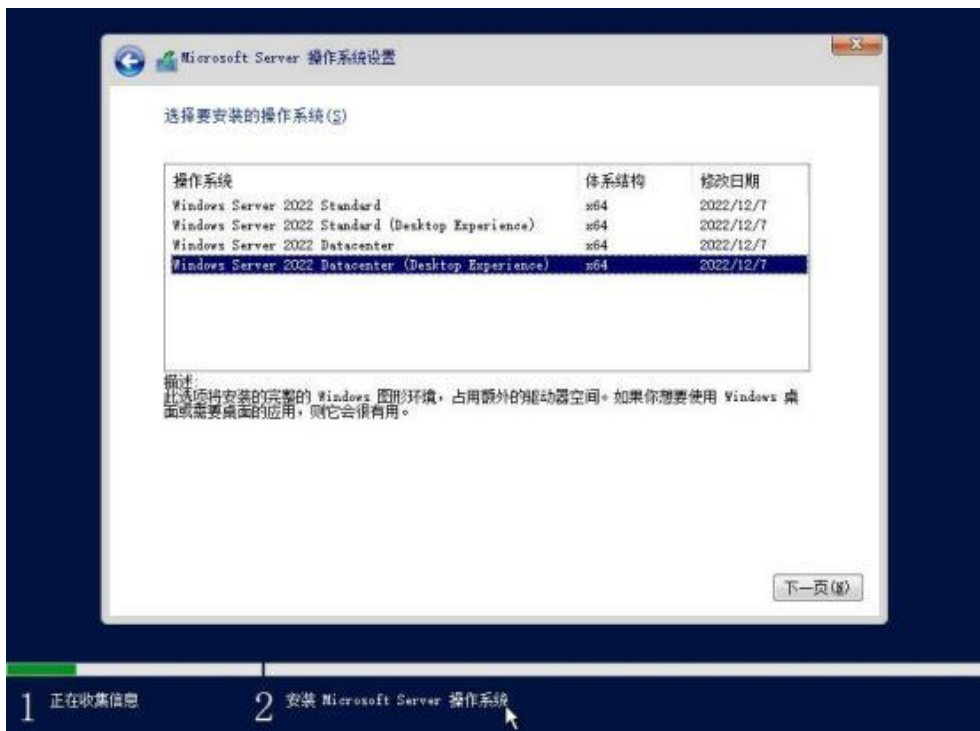 Microsoft Server 操作系统设置
选择要安装的操作系统(S)
操作系统 体系结构 修改日期
Windows Server 2022 Standard x64 2022/12/7
Windows Server 2022 Standard (Desktop Experience) x64 2022/12/7
Windows Server 2022 Datacenter x64 2022/12/7
Windows Server 2022 Datacenter (Desktop Experience) x64 2022/12/7
描述:
此选项将安装的完整的 Windows 图形环境，占用额外的驱动器空间。如果你想要使用 Windows 桌
面或需要桌面的应用，则它会很有用。
下一页(N)
1 正在收集信息 2 安装 Microsoft Server 操作系统